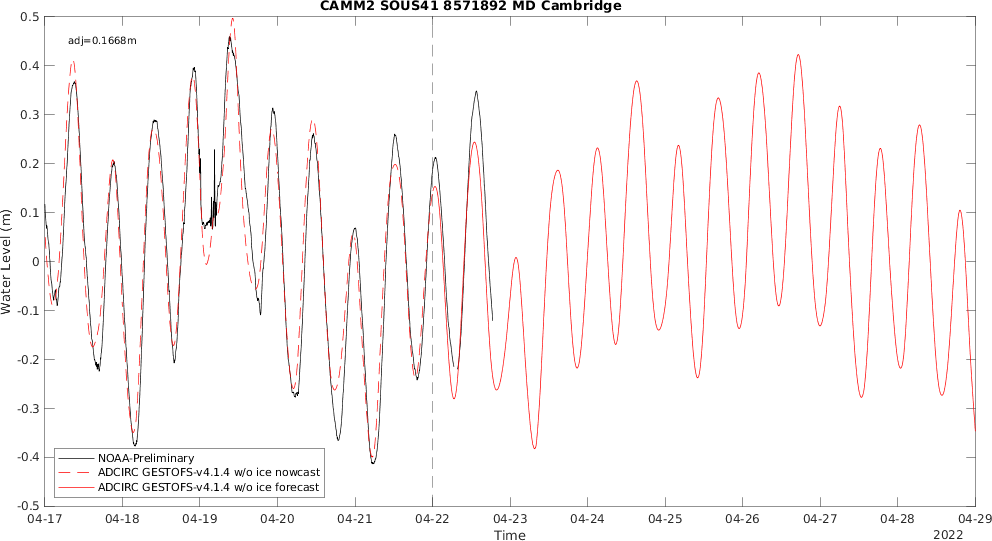 CAMM2 SOUS41 8571892 MD Cambridge
adj=0.1668m
Water Level (m)
0.5
0.4
0.3
0.2
0.1
0
-0.1
-0.2
-0.3
-0.4
-0.5
NOAA-Preliminary
ADCIRC GESTOFS-v4.1.4 w/o ice nowcast
ADCIRC GESTOFS-v4.1.4 w/o ice forecast
04-17 04-18 04-19 04-20 04-21 04-22 04-23 04-24 04-25 04-26 04-27 04-28 04-29
Time
2022